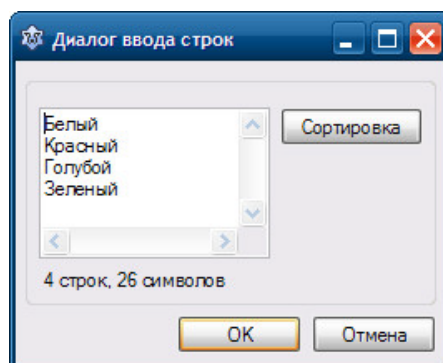 Диалог ввода строк
Белый
Красный
Голубой
Зеленый
Сортировка
4 строк, 26 символов
OK
Отмена